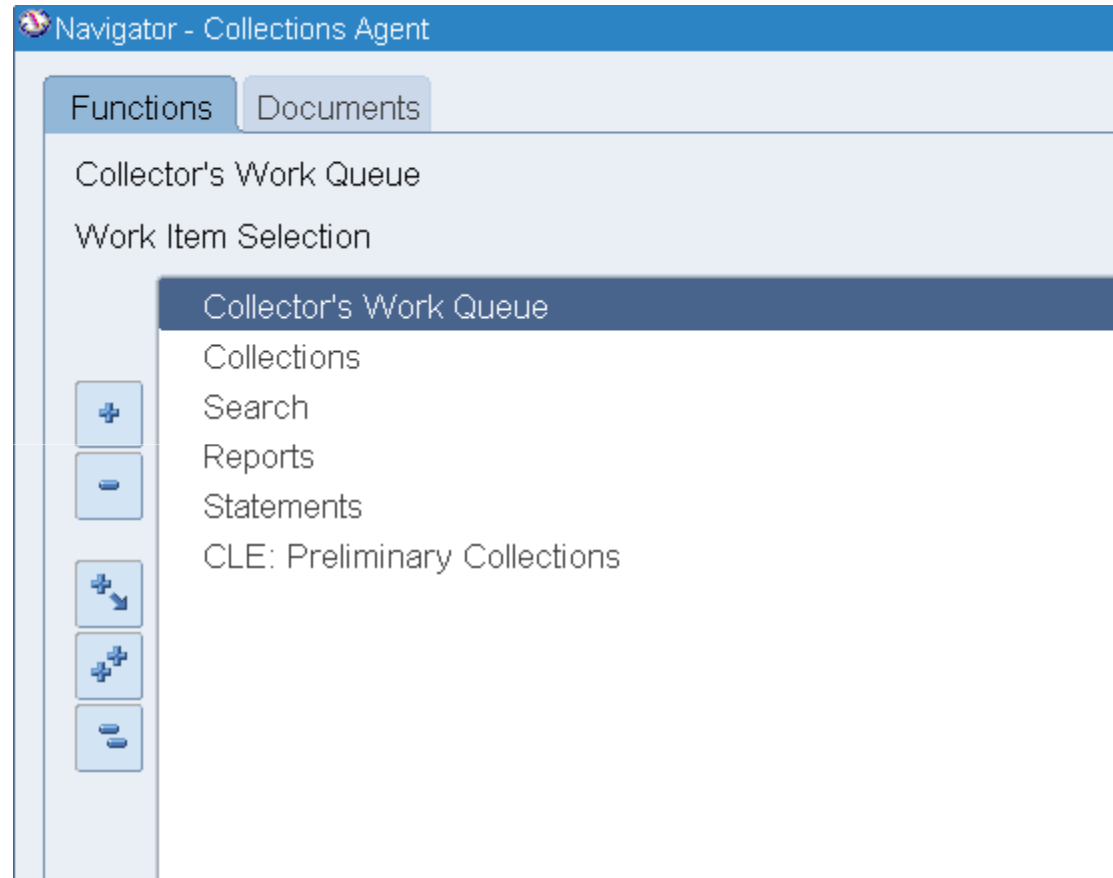 Navigator - Collections Agent
Functions Documents
Collector's Work Queue
Work Item Selection
Collector's Work Queue
Collections
Search
Reports
Statements
CLE: Preliminary Collections